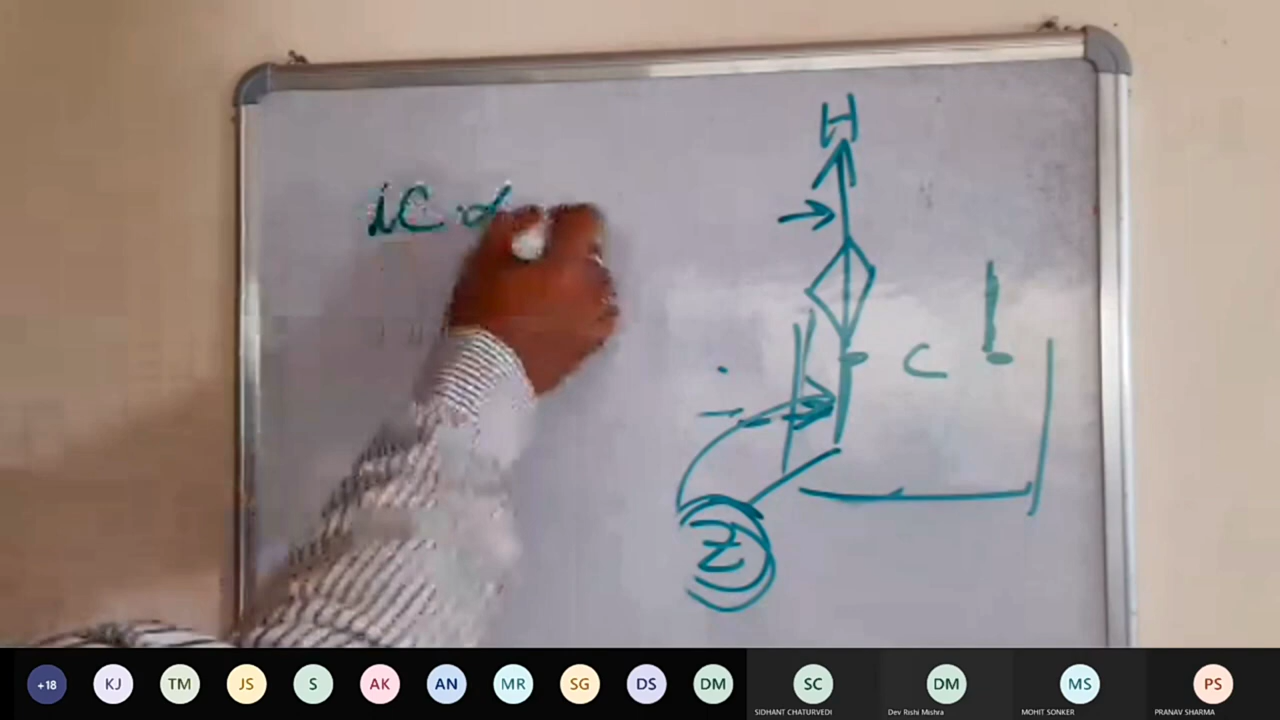 H
iC α
C
Z
+18 KJ TM JS S AK AN MR SG DS DM SC DM MS PS
SIDHANT CHATURVEDI Dev Rishi Mishra MOHIT SONKER PRANAV SHARMA